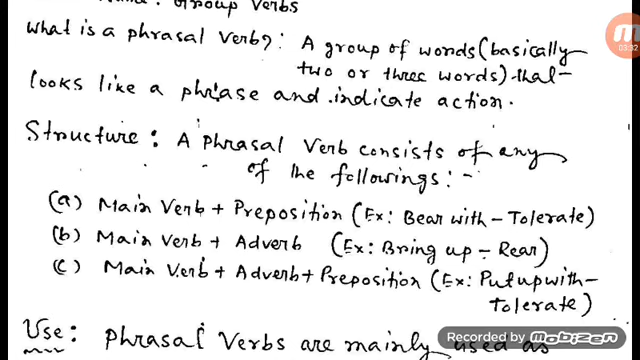 Name: Group Verbs
03:32
What is a phrasal verb?: A group of words (basically
two or three words) that
looks like a phrase and indicate action.
Structure: A phrasal verb consists of any
of the followings:-
(a) Main Verb + Preposition (Ex: Bear with - Tolerate)
(b) Main Verb + Adverb (Ex: Bring up - Rear)
(c) Main Verb + Adverb + Preposition (Ex: Put up with -
Tolerate)
Use: Phrasal Verbs are mainly used as
Recorded by Mobizen